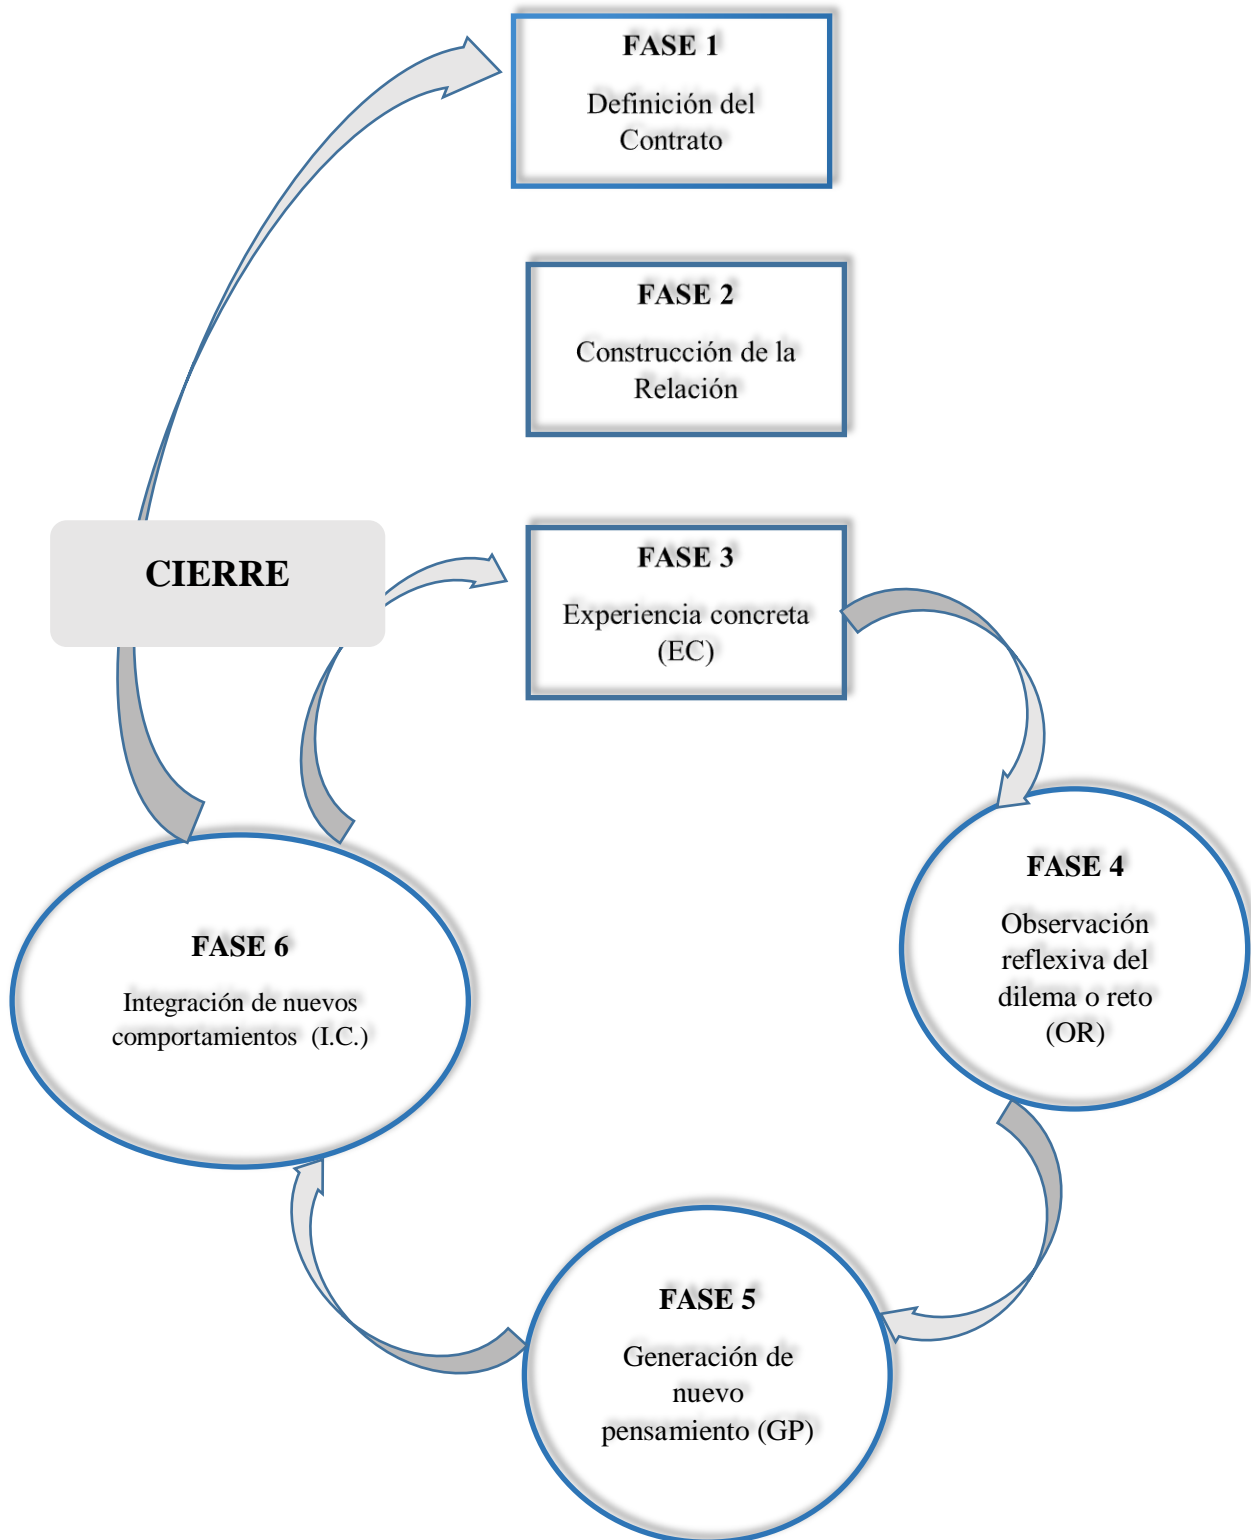 FASE 1
Definición del
Contrato
FASE 2
Construcción de la
Relación
CIERRE
FASE 3
Experiencia concreta
(EC)
FASE 4
Observación
reflexiva del
dilema o reto
(OR)
FASE 5
Generación de
nuevo
pensamiento (GP)
FASE 6
Integración de nuevos
comportamientos (I.C.)